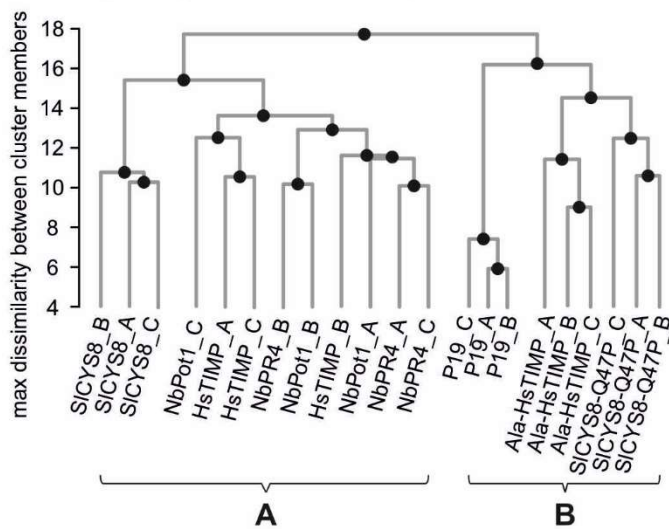 max dissimilarity between cluster members
18
16
14
12
10
8
6
4
SlCYS8_B
SlCYS8_A
SlCYS8_C
NbPot1_C
HsTIMP_A
HsTIMP_C
NbPR4_B
NbPot1_B
HsTIMP_B
NbPot1_A
NbPR4_A
NbPR4_C
P19_C
P19_A
P19_B
Ala-HsTIMP_A
Ala-HsTIMP_B
Ala-HsTIMP_C
SlCYS8-Q47P_C
SlCYS8-Q47P_A
SlCYS8-Q47P_B
A
B